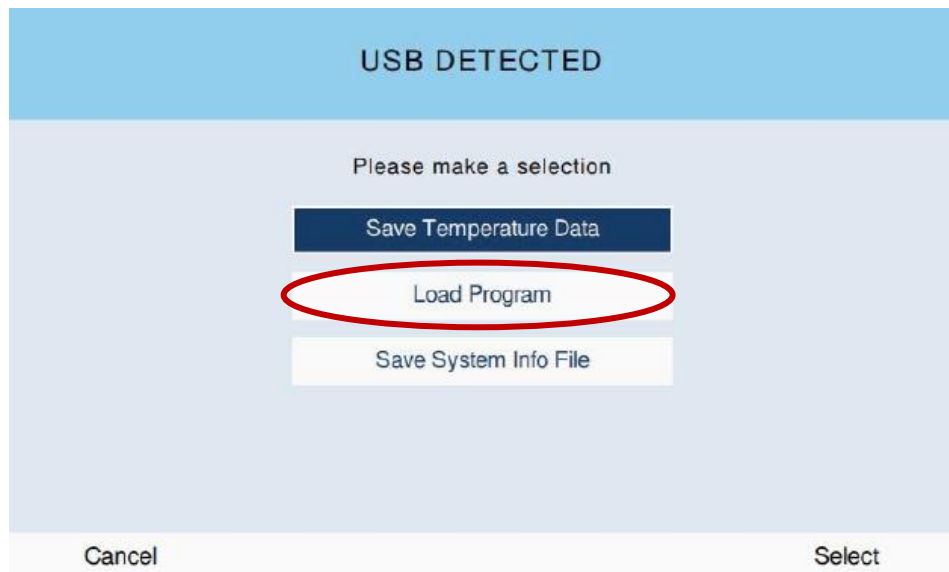 USB DETECTED
Please make a selection
Save Temperature Data
Load Program
Save System Info File
Cancel Select